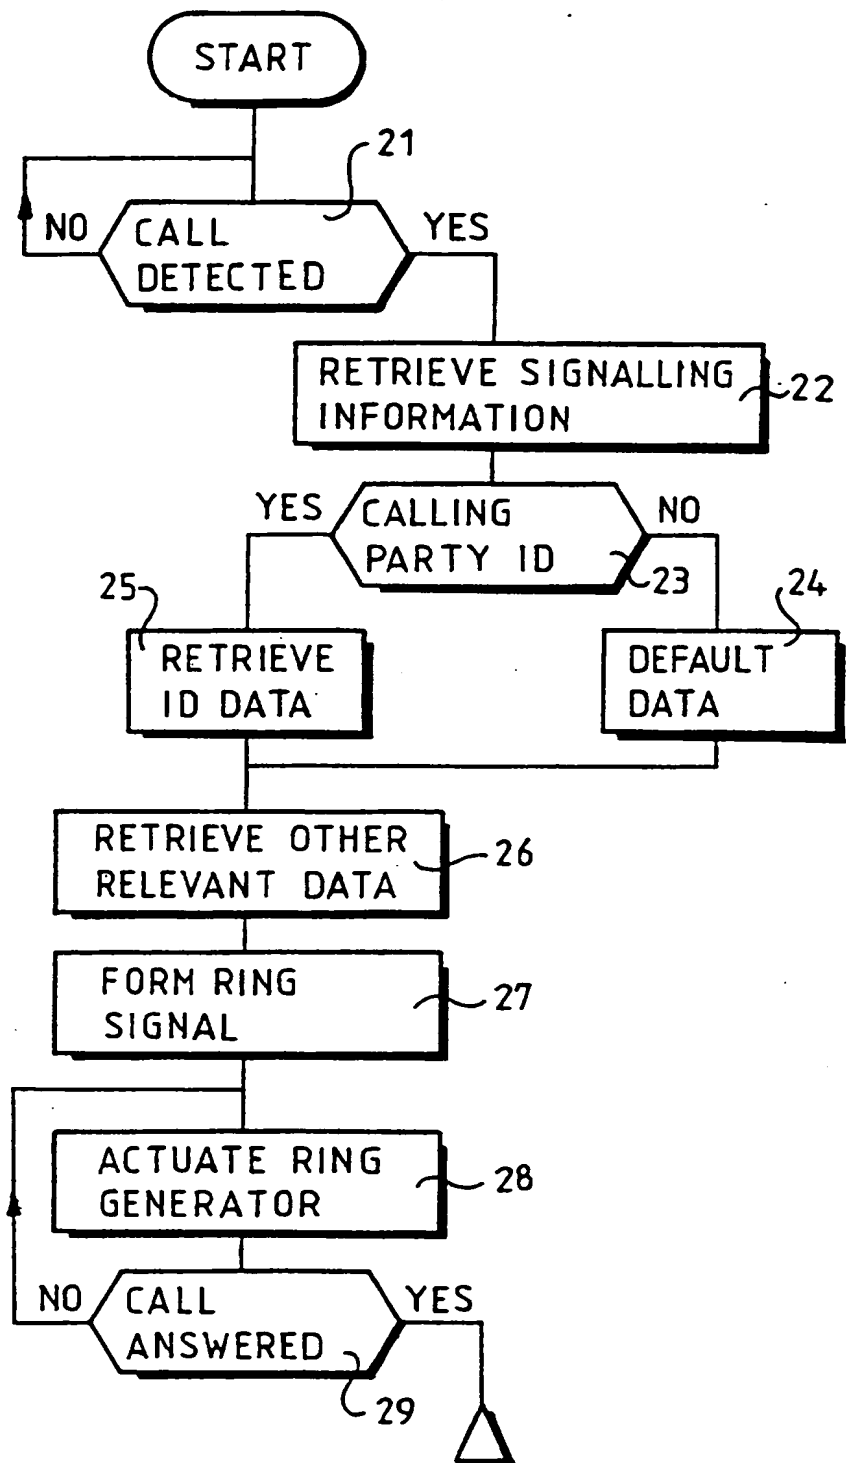 START
21
NO
CALL
DETECTED
YES
RETRIEVE SIGNALLING
INFORMATION
22
YES
CALLING
PARTY ID
NO
23
25
RETRIEVE
ID DATA
24
DEFAULT
DATA
RETRIEVE OTHER
RELEVANT DATA
26
FORM RING
SIGNAL
27
ACTUATE RING
GENERATOR
28
NO
CALL
ANSWERED
YES
29